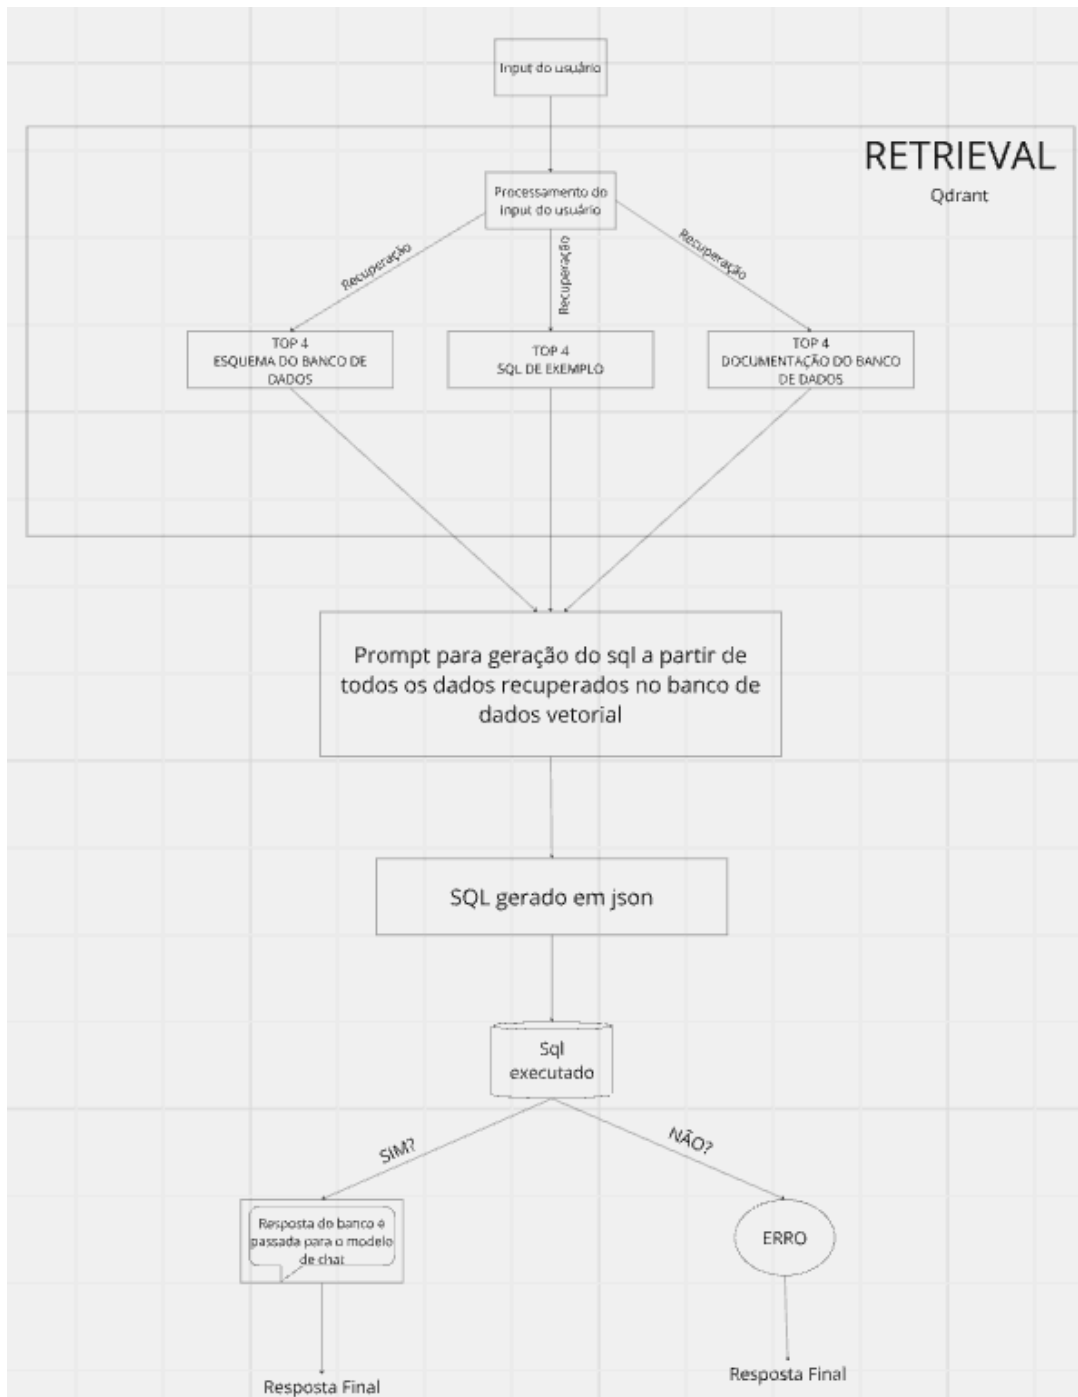 Input do usuário
RETRIEVAL
Qdrant
Processamento do
input do usuário
Recuperação
Recuperação
Recuperação
TOP 4
ESQUEMA DO BANCO DE
DADOS
TOP 4
SQL DE EXEMPLO
TOP 4
DOCUMENTAÇÃO DO BANCO
DE DADOS
Prompt para geração do sql a partir de
todos os dados recuperados no banco de
dados vetorial
SQL gerado em json
Sql
executado
SIM?
NÃO?
Resposta do banco é
passada para o modelo
de chat
ERRO
Resposta Final
Resposta Final